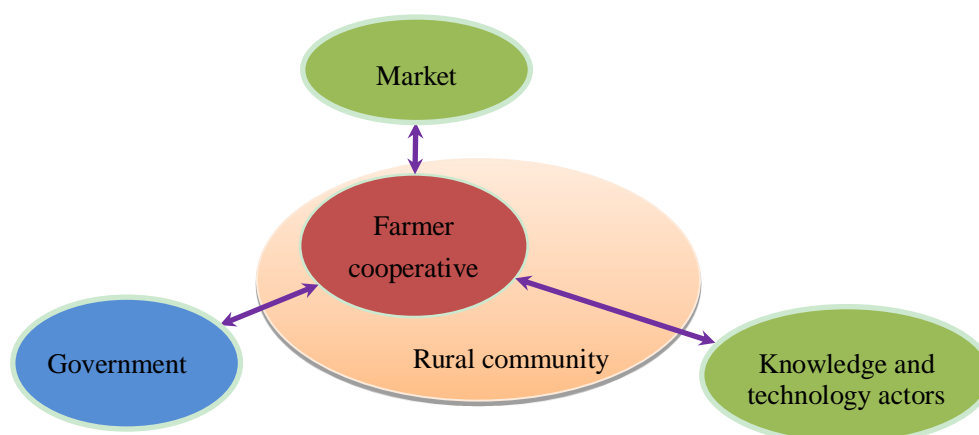 Market
Farmer
cooperative
Government
Rural community
Knowledge and
technology actors